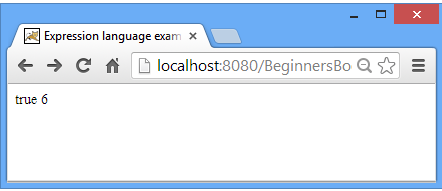 Expression language exam
localhost:8080/BeginnersBo
true 6